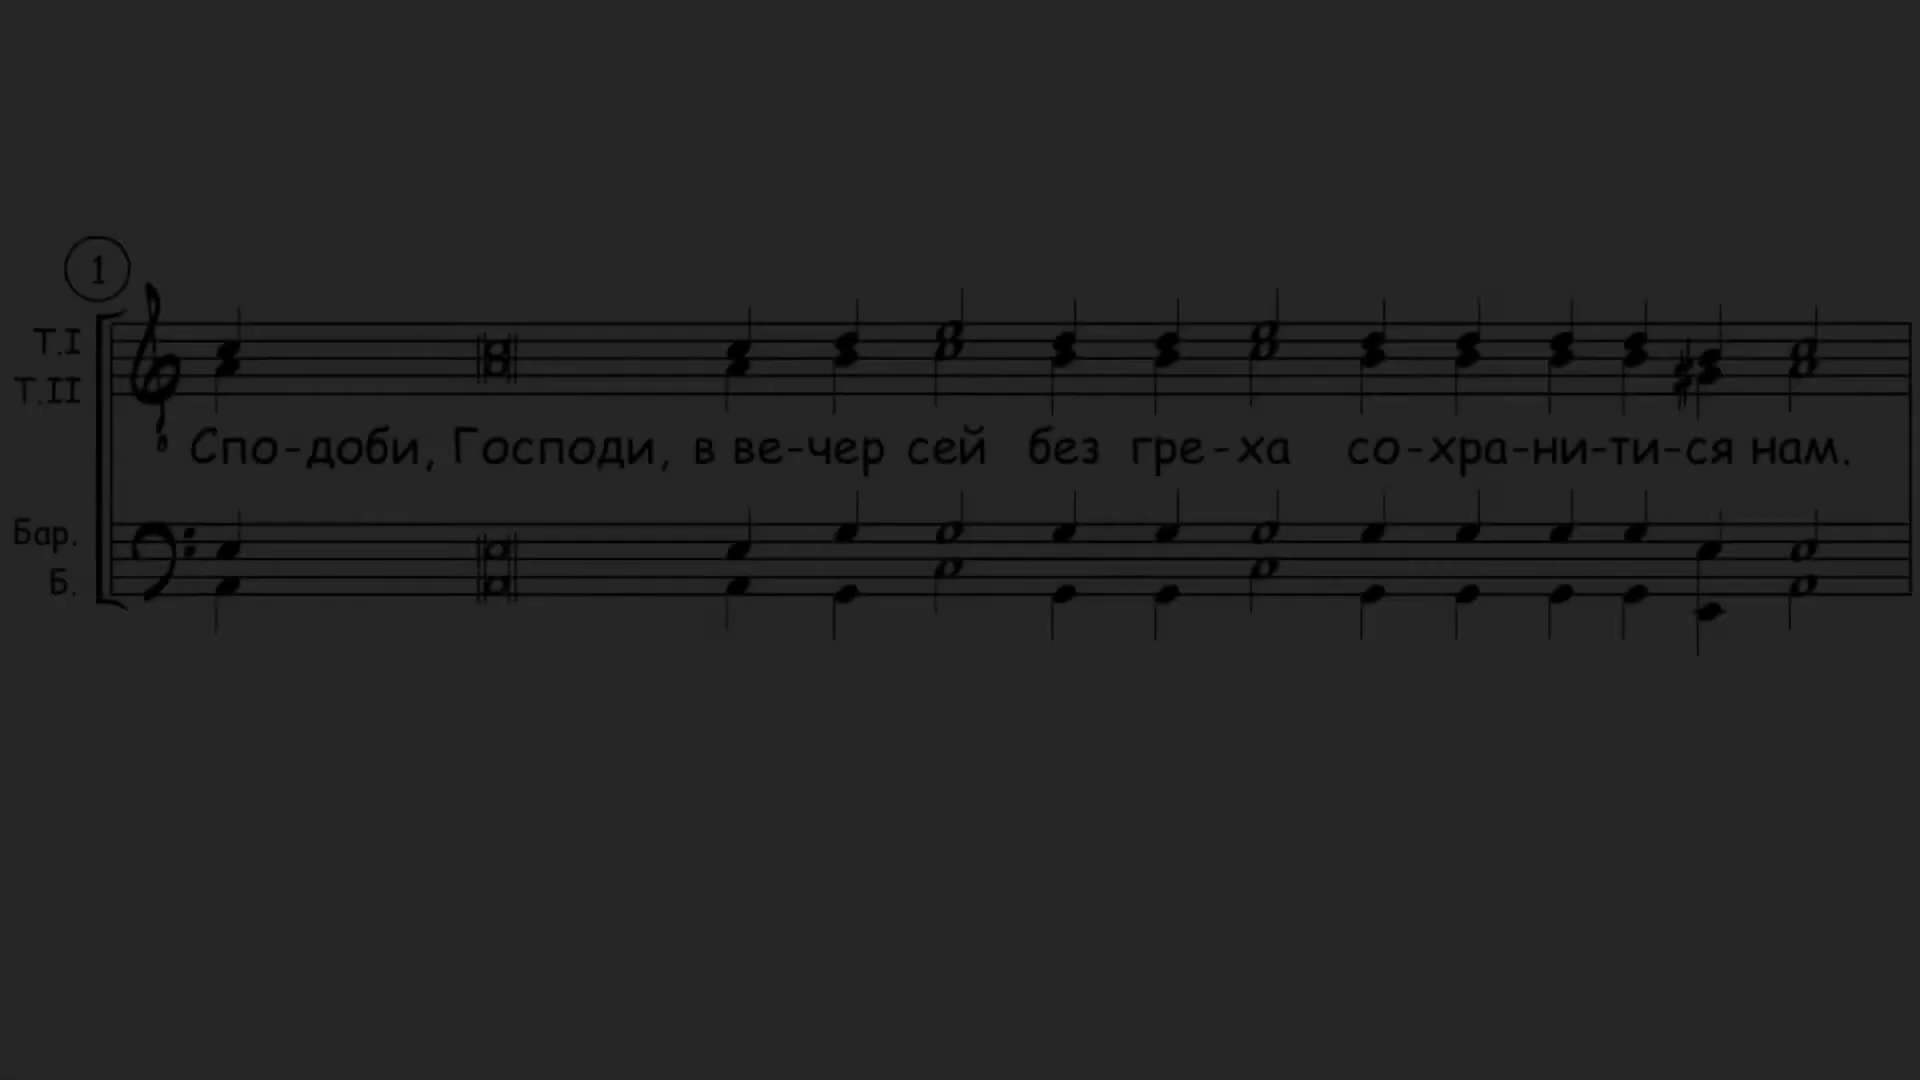 1
Т.I
Т.II
Спо-доби, Господи, в ве-чер сей без гре-ха со-хра-ни-ти-ся нам.
Бар.
Б.